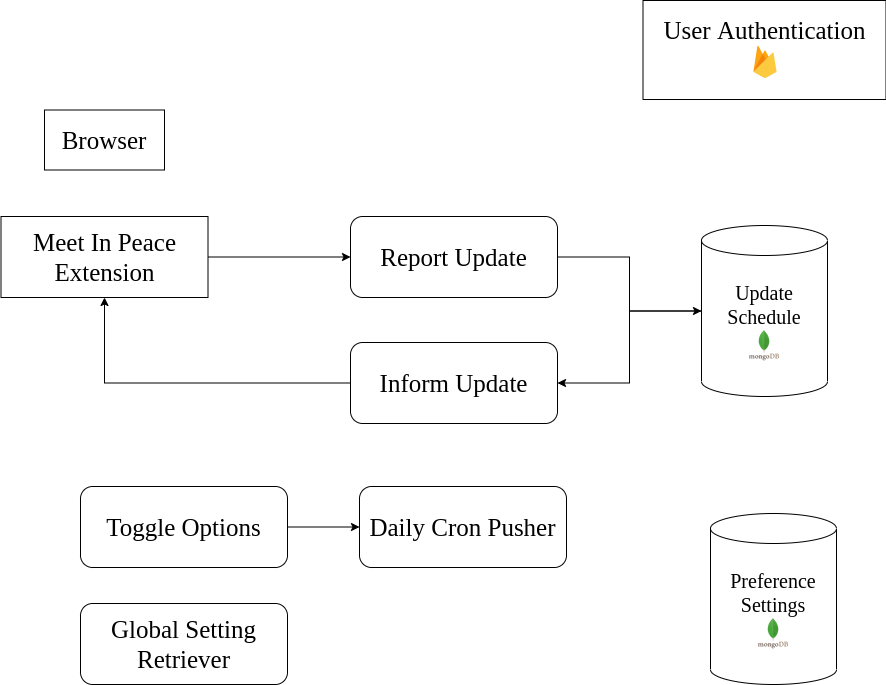 User Authentication
Browser
Meet In Peace
Extension
Report Update
Update
Schedule
mongoDB
Inform Update
Toggle Options
Daily Cron Pusher
Preference
Settings
mongoDB
Global Setting
Retriever